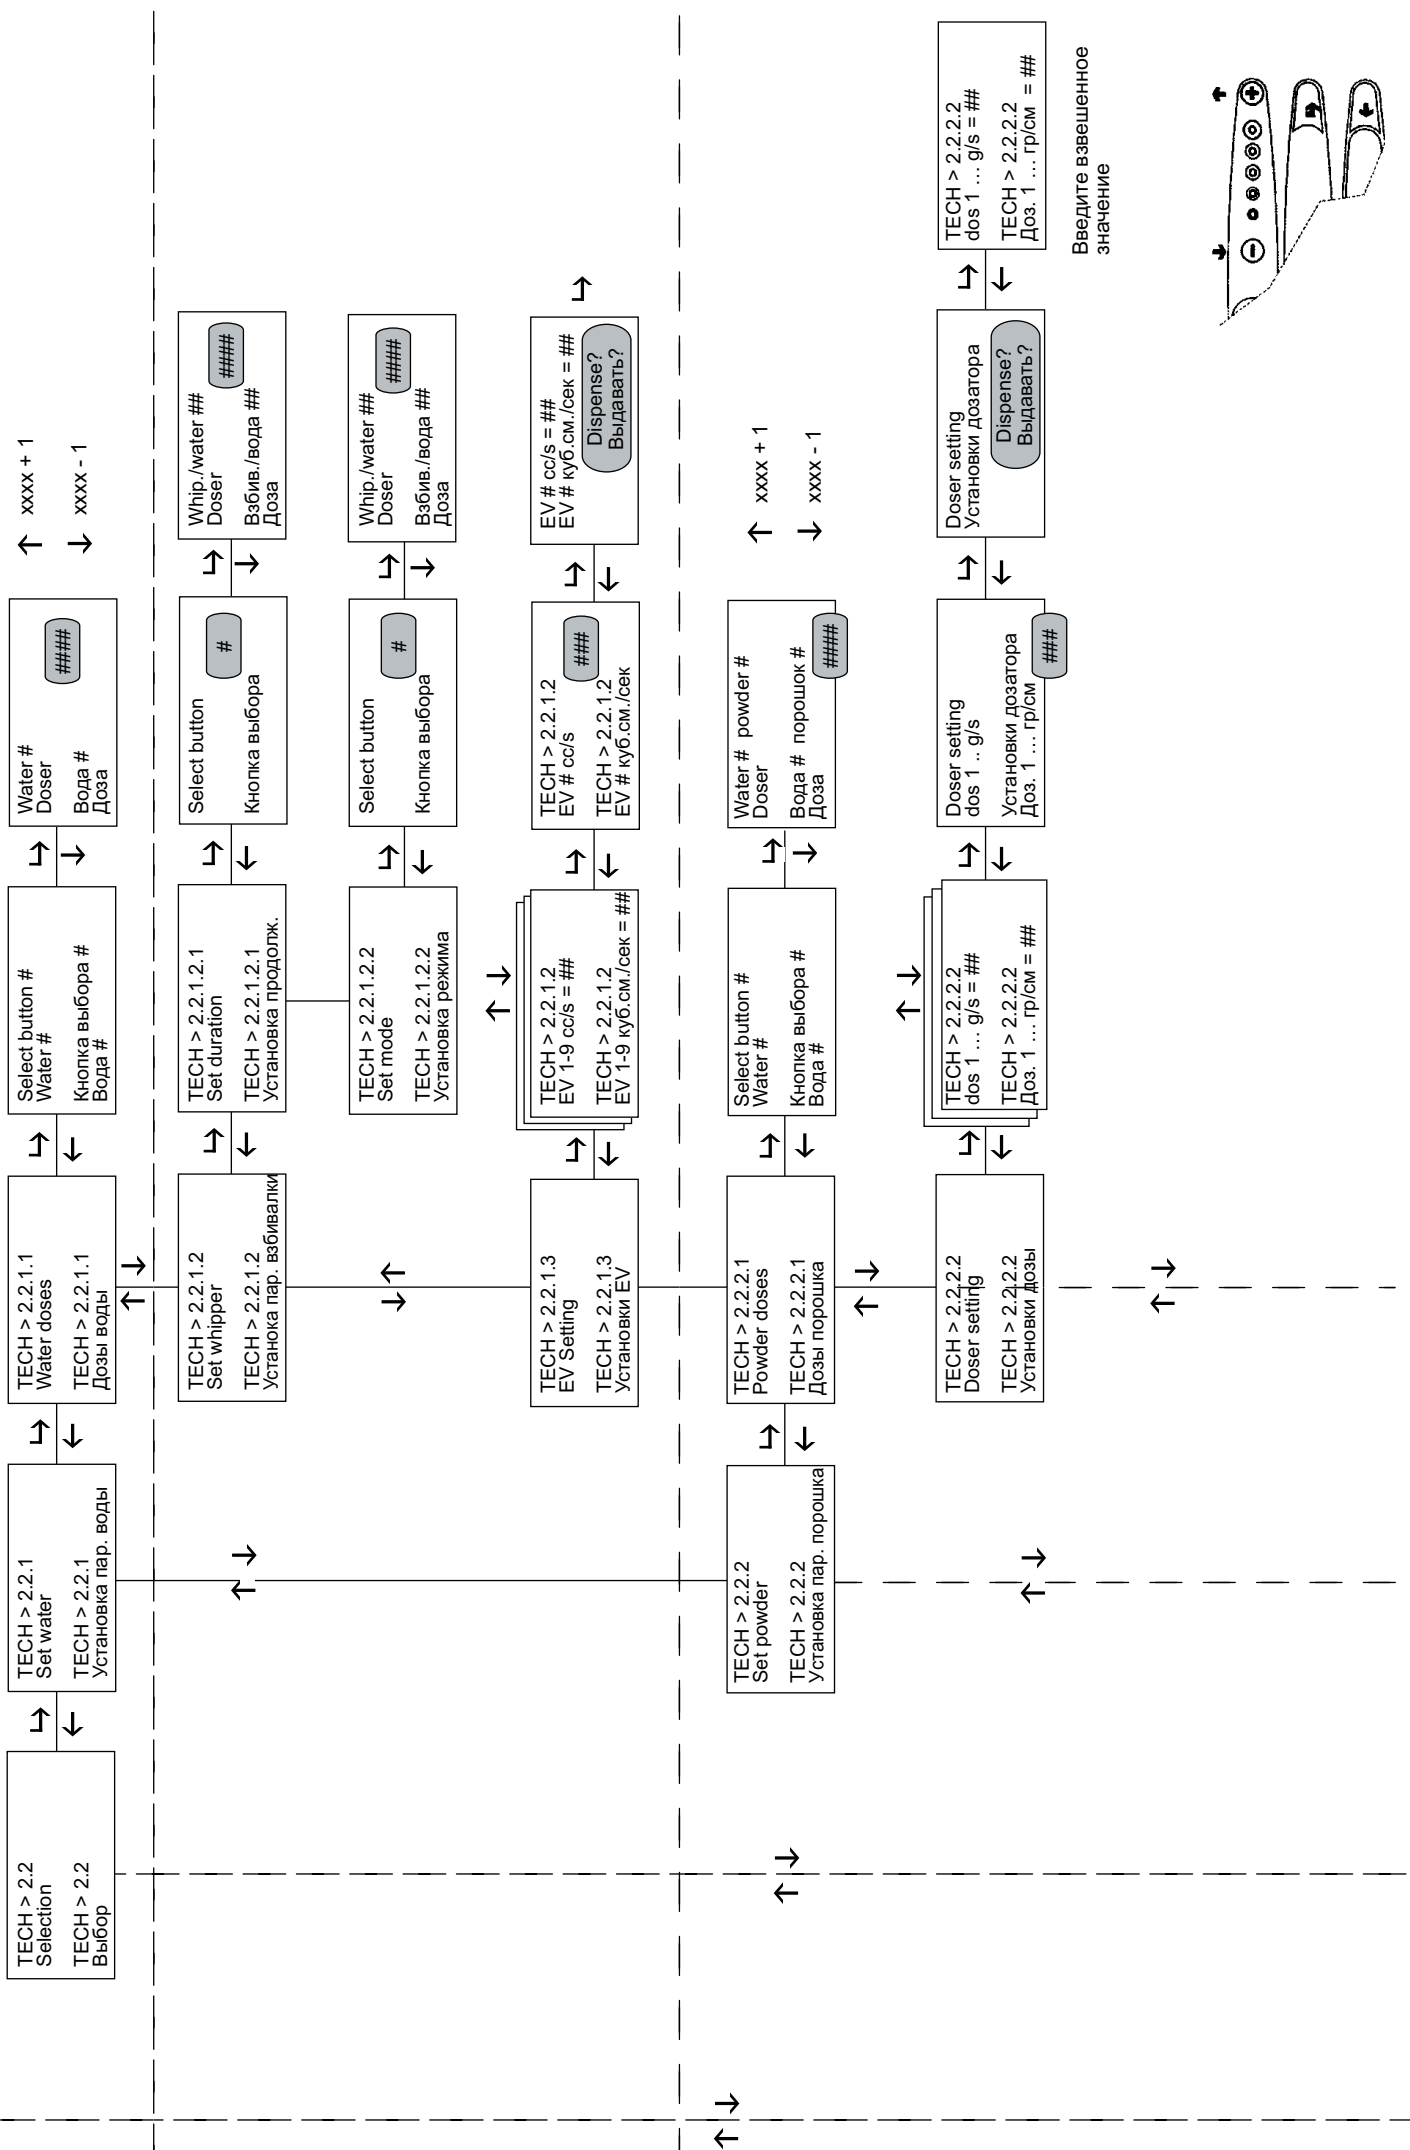 TECH > 2.2
Selection
TECH > 2.2
Выбор
TECH > 2.2.1
Set water
TECH > 2.2.1
Установка пар. воды
TECH > 2.2.1.1
Water doses
TECH > 2.2.1.1
Дозы воды
Select button #
Water #
Кнопка выбора #
Вода #
Water #
Doser
####
Вода #
Доза
xxxx + 1
xxxx - 1
TECH > 2.2.1.2
Set whipper
TECH > 2.2.1.2
Устанока пар. взбивалки
TECH > 2.2.1.2.1
Set duration
TECH > 2.2.1.2.1
Установка продолж.
Select button
#
Кнопка выбора
Whip./water ##
Doser
####
Взбив./вода ##
Доза
TECH > 2.2.1.2.2
Set mode
TECH > 2.2.1.2.2
Установка режима
Select button
#
Кнопка выбора
Whip./water ##
Doser
####
Взбив./вода ##
Доза
TECH > 2.2.1.3
EV Setting
TECH > 2.2.1.3
Установки EV
TECH > 2.2.1.2
EV 1-9 cc/s = ##
TECH > 2.2.1.2
EV 1-9 куб.см./сек = ##
TECH > 2.2.1.2
EV # cc/s
###
TECH > 2.2.1.2
EV # куб.см./сек
EV # cc/s = ##
EV # куб.см./сек = ##
Dispense?
Выдавать?
TECH > 2.2.2
Set powder
TECH > 2.2.2
Установка пар. порошка
TECH > 2.2.2.1
Powder doses
TECH > 2.2.2.1
Дозы порошка
Select button #
Water #
Кнопка выбора #
Вода #
Water # powder #
Doser
Вода # порошок #
Доза
####
xxxx + 1
xxxx - 1
TECH > 2.2.2.2
Doser setting
TECH > 2.2.2.2
Установки дозы
TECH > 2.2.2.2
dos 1 … g/s = ##
TECH > 2.2.2.2
Доз. 1 … гр/см = ##
Doser setting
dos 1 .. g/s
Установки дозатора
Доз. 1 … гр/см
###
Doser setting
Установки дозатора
Dispense?
Выдавать?
TECH > 2.2.2.2
dos 1 … g/s = ##
TECH > 2.2.2.2
Доз. 1 … гр/см = ##
Введите взвешенное
значение